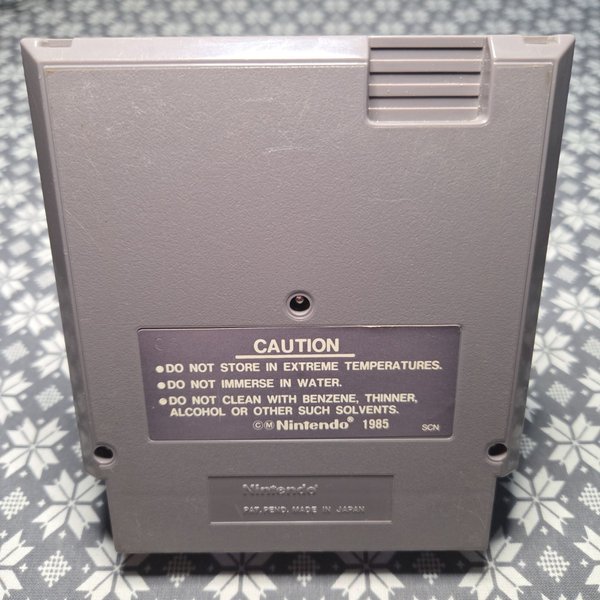 CAUTION
●DO NOT STORE IN EXTREME TEMPERATURES.
●DO NOT IMMERSE IN WATER.
●DO NOT CLEAN WITH BENZENE, THINNER,
ALCOHOL OR OTHER SUCH SOLVENTS.
©Ⓜ Nintendo® 1985 SCN
Nintendo
PAT. PEND. MADE IN JAPAN